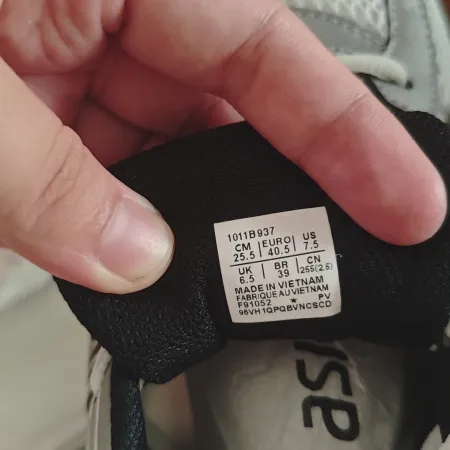 1011B937
CM EURO US
25.5 40.5 7.5
UK BR CN
6.5 39 255(2.5)
MADE IN VIETNAM
FABRIQUE AU VIETNAM
F91052 ★ PV
96VH1QPQBVNCSCD